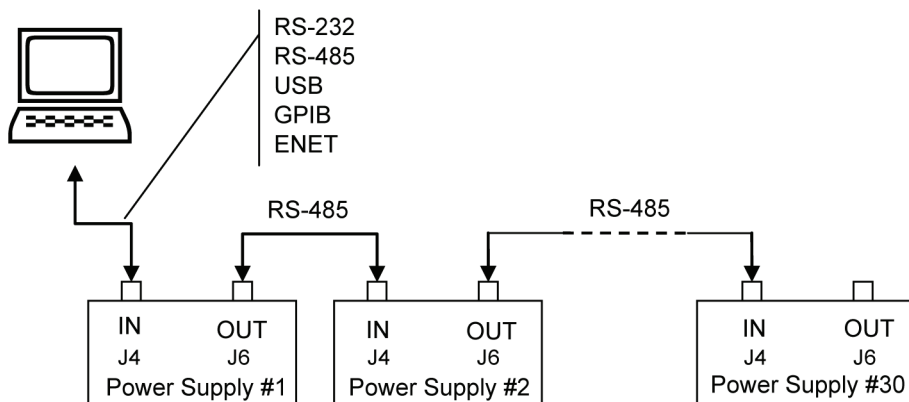 RS-232
RS-485
USB
GPIB
ENET
RS-485
RS-485
IN OUT
J4 J6
Power Supply #1
IN OUT
J4 J6
Power Supply #2
IN OUT
J4 J6
Power Supply #30